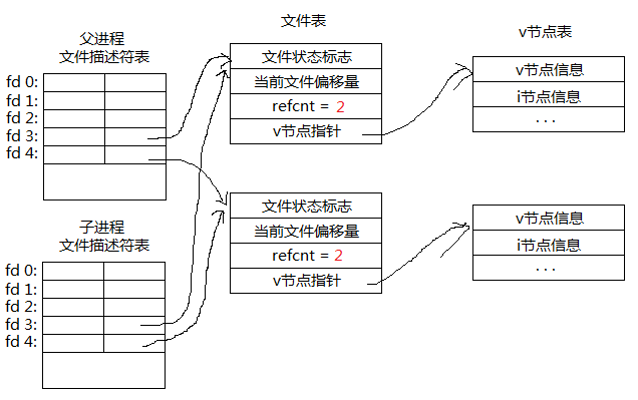 父进程
文件描述符表
fd 0:
fd 1:
fd 2:
fd 3:
fd 4:
子进程
文件描述符表
fd 0:
fd 1:
fd 2:
fd 3:
fd 4:
文件表
文件状态标志
当前文件偏移量
refcnt = 2
v节点指针
文件状态标志
当前文件偏移量
refcnt = 2
v节点指针
v节点表
v节点信息
i节点信息
...
v节点信息
i节点信息
...